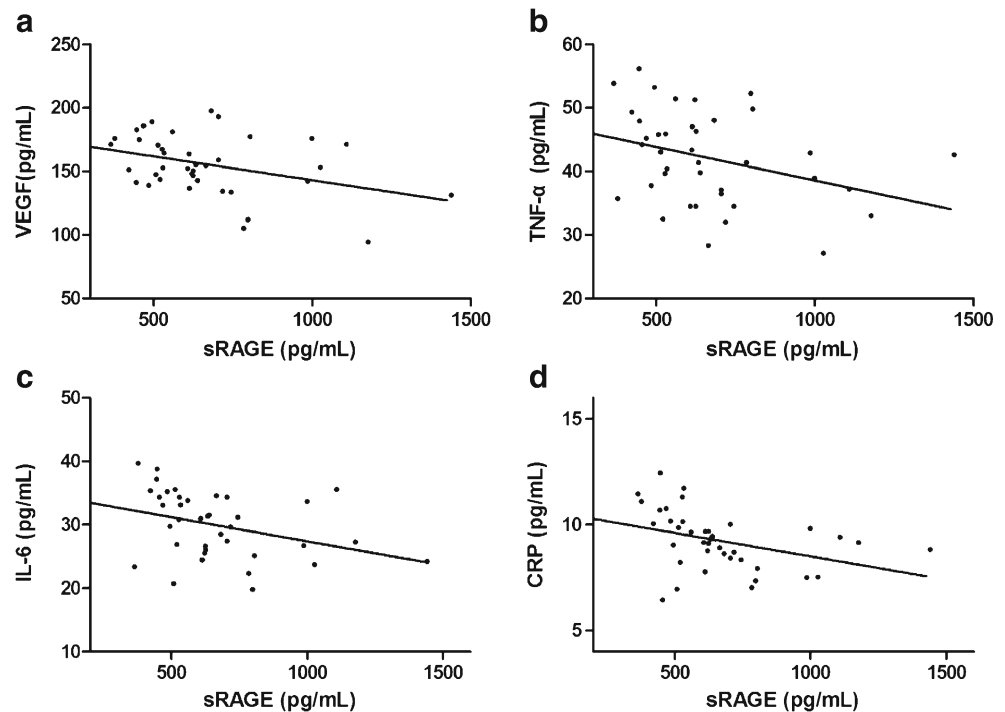 a
250
200
150
100
50
VEGF(pg/mL)
500
1000
1500
sRAGE (pg/mL)
b
60
50
40
30
20
TNF-α (pg/mL)
500
1000
1500
sRAGE (pg/mL)
c
50
40
30
20
10
IL-6 (pg/mL)
500
1000
1500
sRAGE (pg/mL)
d
15
10
5
CRP (pg/mL)
500
1000
1500
sRAGE (pg/mL)